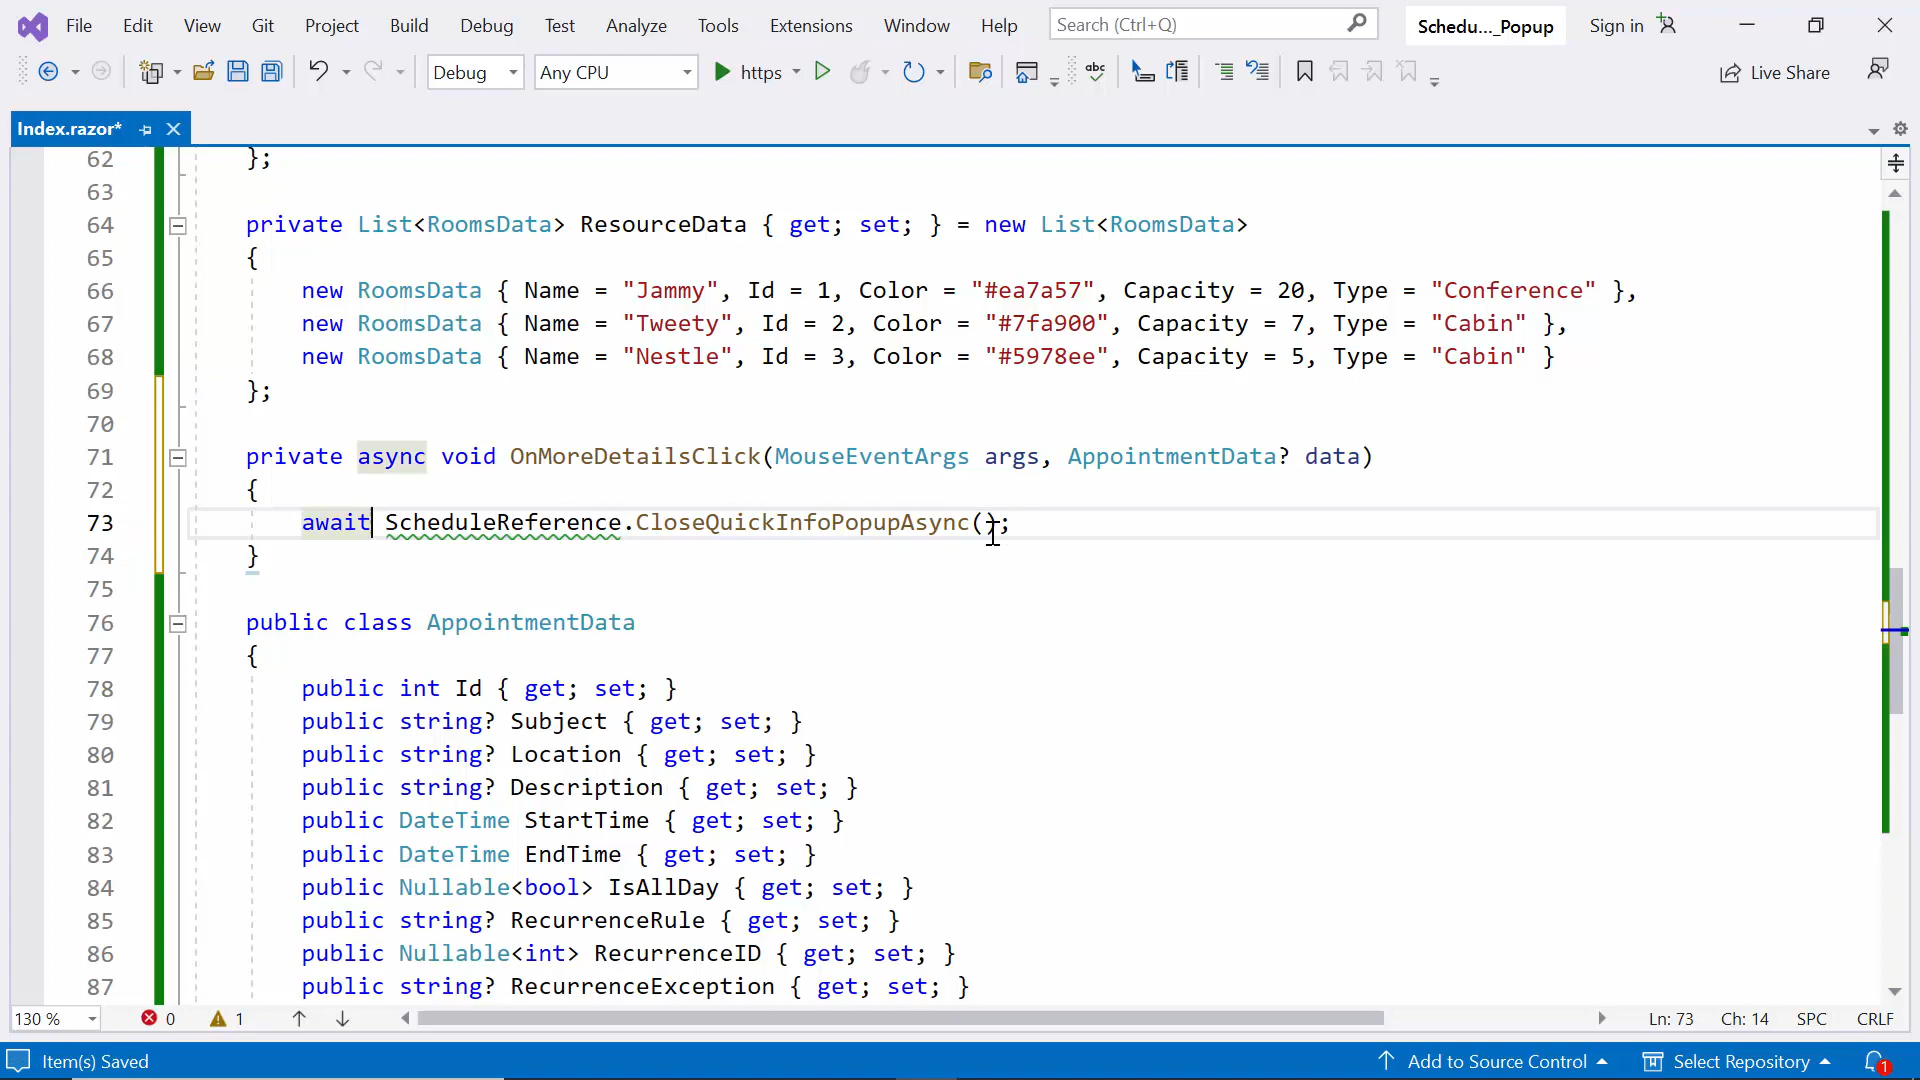 File Edit View Git Project Build Debug Test Analyze Tools Extensions Window Help Search (Ctrl+Q) Schedu..._Popup Sign in
Debug Any CPU https Live Share
Index.razor*
62 };
63
64 private List<RoomsData> ResourceData { get; set; } = new List<RoomsData>
65 {
66 new RoomsData { Name = "Jammy", Id = 1, Color = "#ea7a57", Capacity = 20, Type = "Conference" },
67 new RoomsData { Name = "Tweety", Id = 2, Color = "#7fa900", Capacity = 7, Type = "Cabin" },
68 new RoomsData { Name = "Nestle", Id = 3, Color = "#5978ee", Capacity = 5, Type = "Cabin" }
69 };
70
71 private async void OnMoreDetailsClick(MouseEventArgs args, AppointmentData? data)
72 {
73 await ScheduleReference.CloseQuickInfoPopupAsync();
74 }
75
76 public class AppointmentData
77 {
78 public int Id { get; set; }
79 public string? Subject { get; set; }
80 public string? Location { get; set; }
81 public string? Description { get; set; }
82 public DateTime StartTime { get; set; }
83 public DateTime EndTime { get; set; }
84 public Nullable<bool> IsAllDay { get; set; }
85 public string? RecurrenceRule { get; set; }
86 public Nullable<int> RecurrenceID { get; set; }
87 public string? RecurrenceException { get; set; }
130 % 0 1 Ln: 73 Ch: 14 SPC CRLF
Item(s) Saved Add to Source Control Select Repository 1